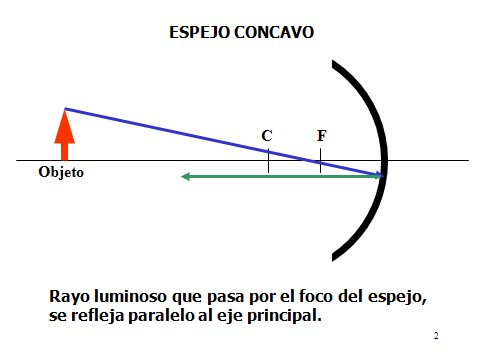 ESPEJO CONCAVO
C
F
Objeto
Rayo luminoso que pasa por el foco del espejo,
se refleja paralelo al eje principal.
2